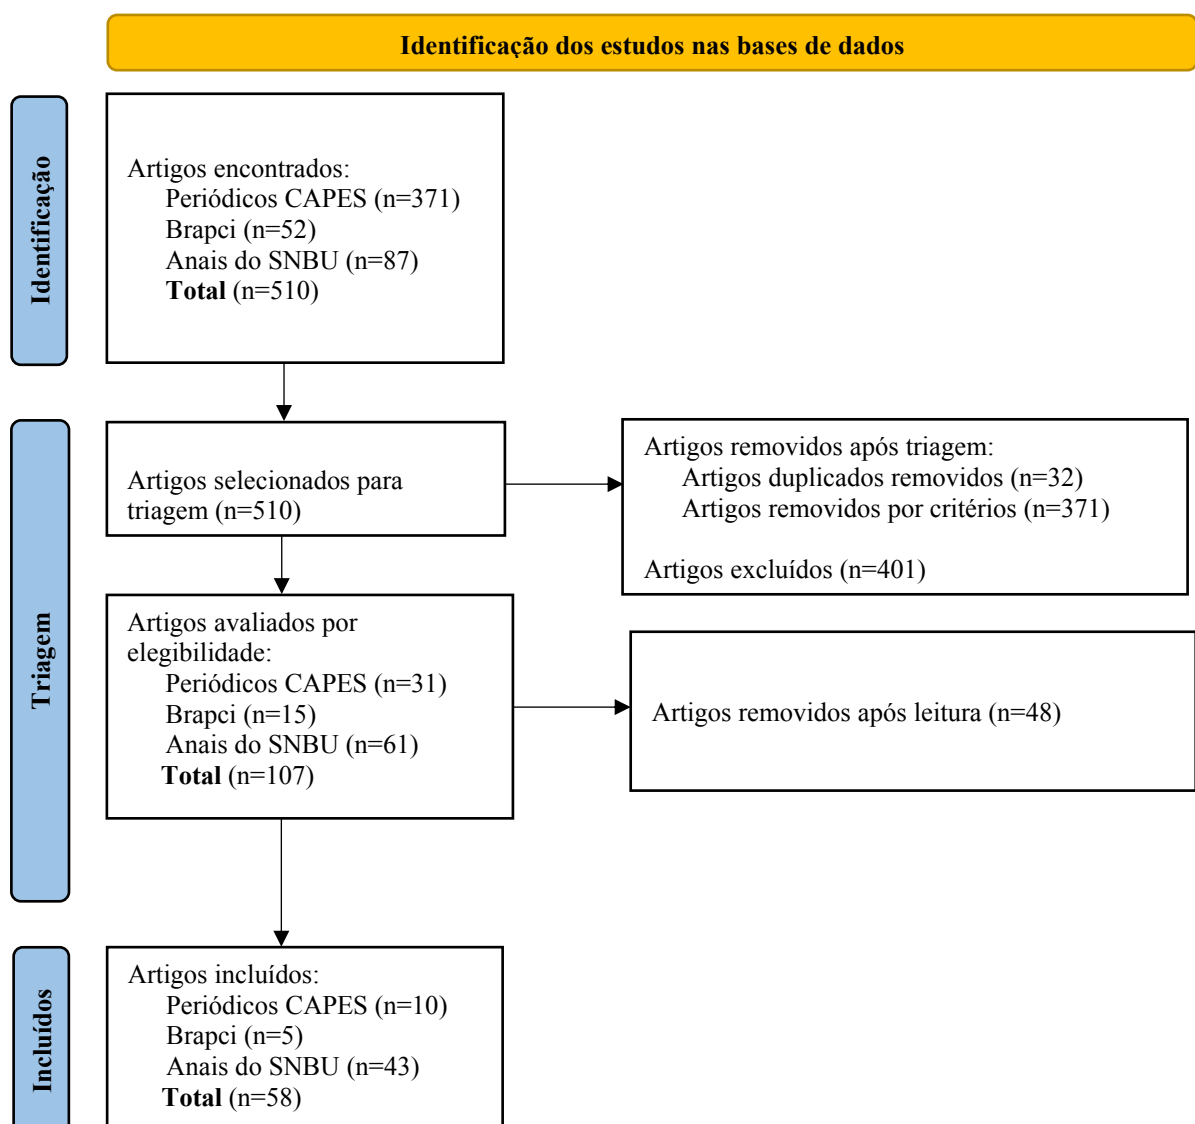 Identificação dos estudos nas bases de dados
Identificação
Artigos encontrados:
Periódicos CAPES (n=371)
Brapci (n=52)
Anais do SNBU (n=87)
Total (n=510)
Triagem
Artigos selecionados para
triagem (n=510)
Artigos removidos após triagem:
Artigos duplicados removidos (n=32)
Artigos removidos por critérios (n=371)
Artigos excluídos (n=401)
Artigos avaliados por
elegibilidade:
Periódicos CAPES (n=31)
Brapci (n=15)
Anais do SNBU (n=61)
Total (n=107)
Artigos removidos após leitura (n=48)
Incluídos
Artigos incluídos:
Periódicos CAPES (n=10)
Brapci (n=5)
Anais do SNBU (n=43)
Total (n=58)